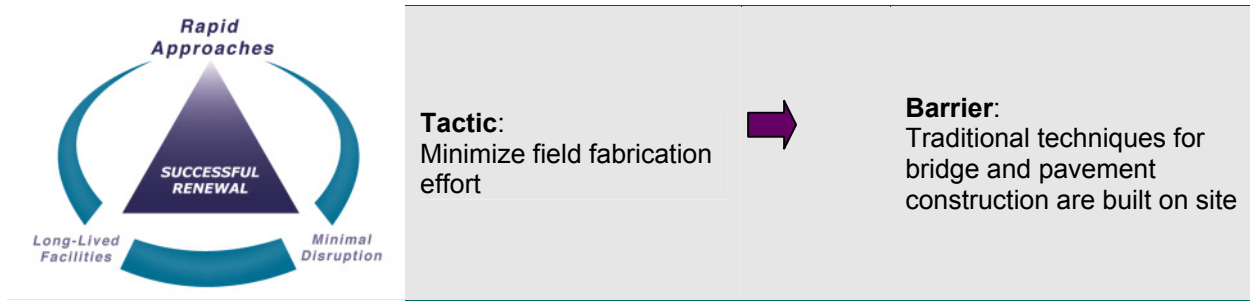 Rapid
Approaches
SUCCESSFUL
RENEWAL
Long-Lived
Facilities
Minimal
Disruption
Tactic:
Minimize field fabrication
effort
Barrier:
Traditional techniques for
bridge and pavement
construction are built on site